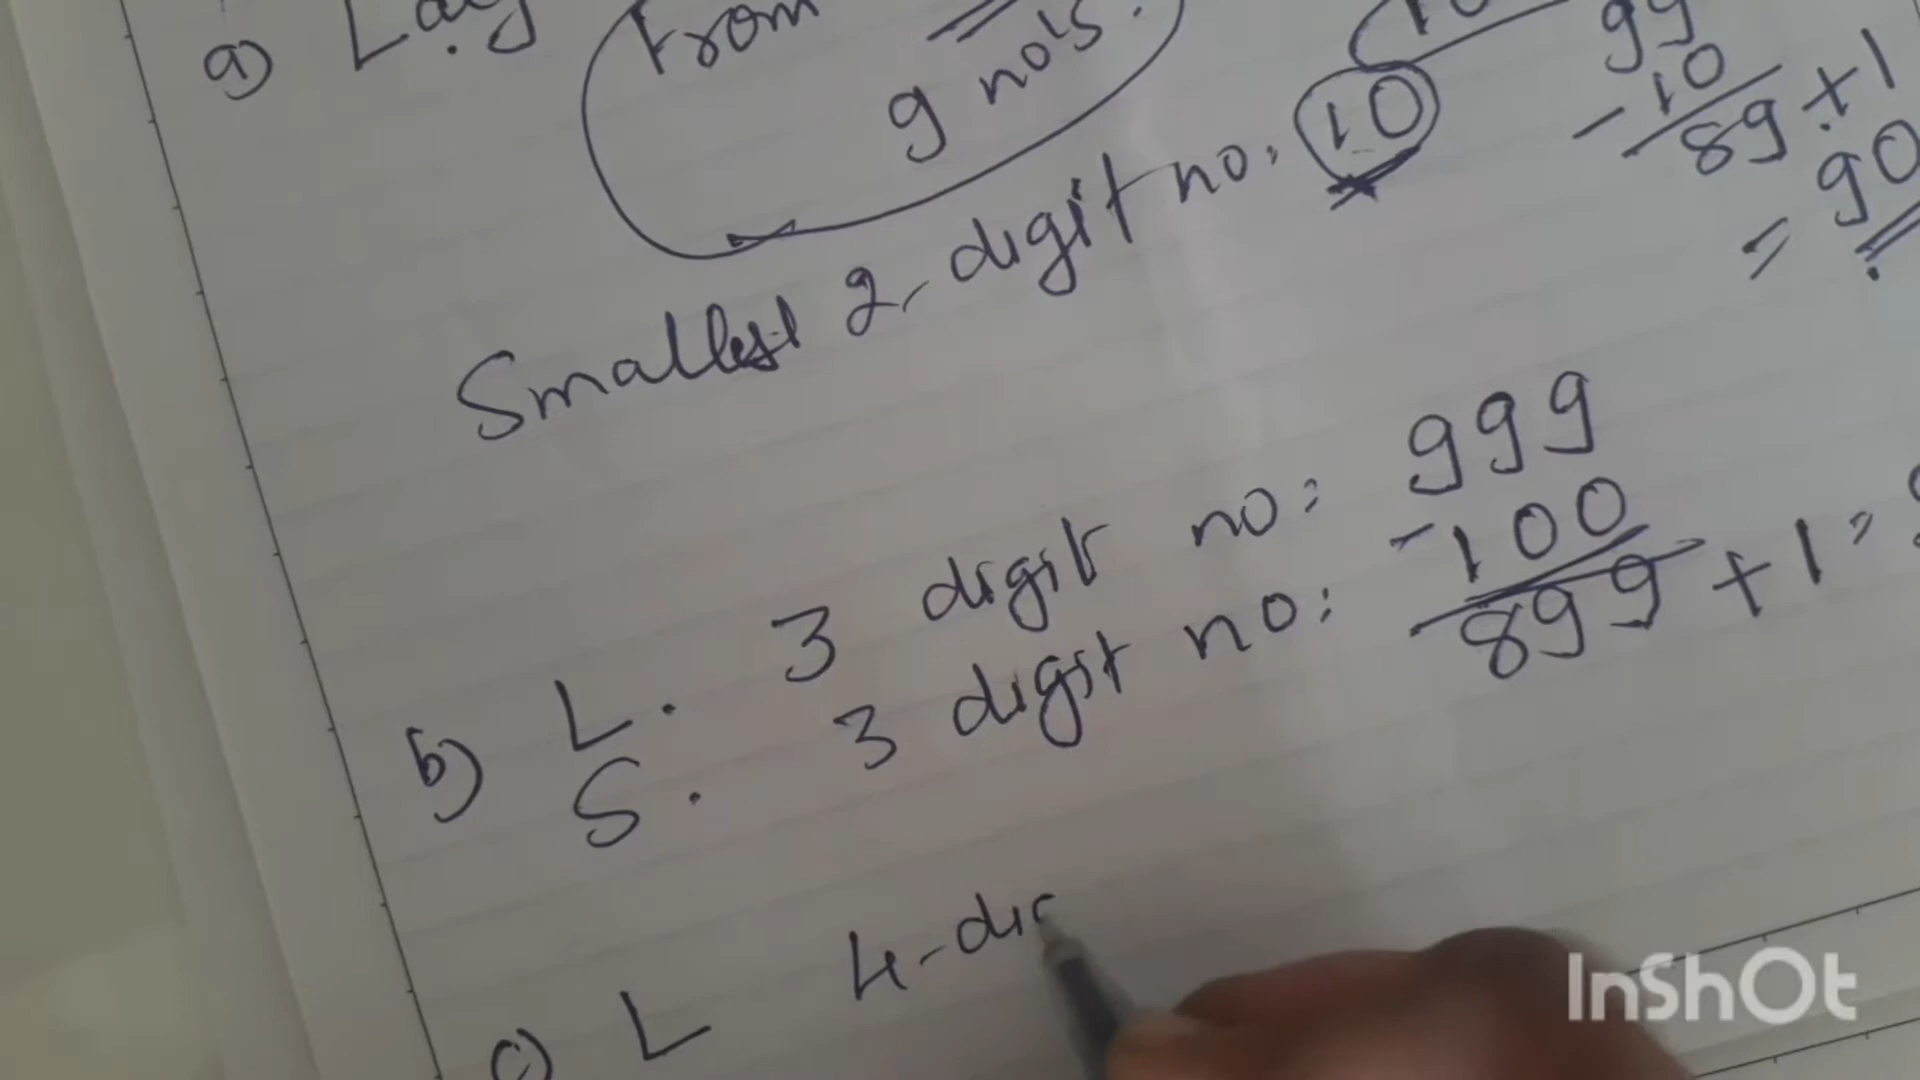 a)
From
9 no's.
99
- 10
89 + 1
= 90
Smallest 2-digit no: 10
b) L. 3 digit no: 999
S. 3 digit no: - 100
899 + 1 =
c) L 4-dig
InShOt